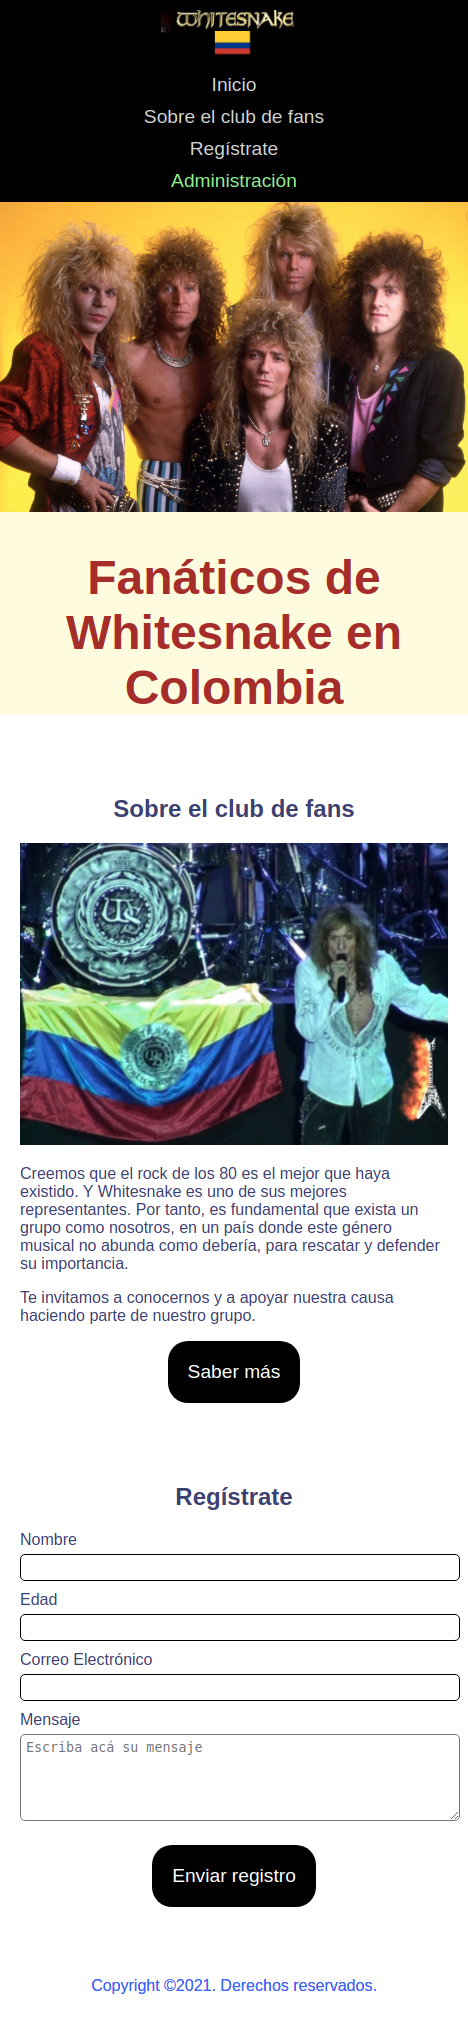 WHITESNAKE
Inicio
Sobre el club de fans
Regístrate
Administración
Fanáticos de
Whitesnake en
Colombia
Sobre el club de fans
Creemos que el rock de los 80 es el mejor que haya
existido. Y Whitesnake es uno de sus mejores
representantes. Por tanto, es fundamental que exista un
grupo como nosotros, en un país donde este género
musical no abunda como debería, para rescatar y defender
su importancia.
Te invitamos a conocernos y a apoyar nuestra causa
haciendo parte de nuestro grupo.
Saber más
Regístrate
Nombre
Edad
Correo Electrónico
Mensaje
Escriba acá su mensaje
Enviar registro
Copyright ©2021. Derechos reservados.